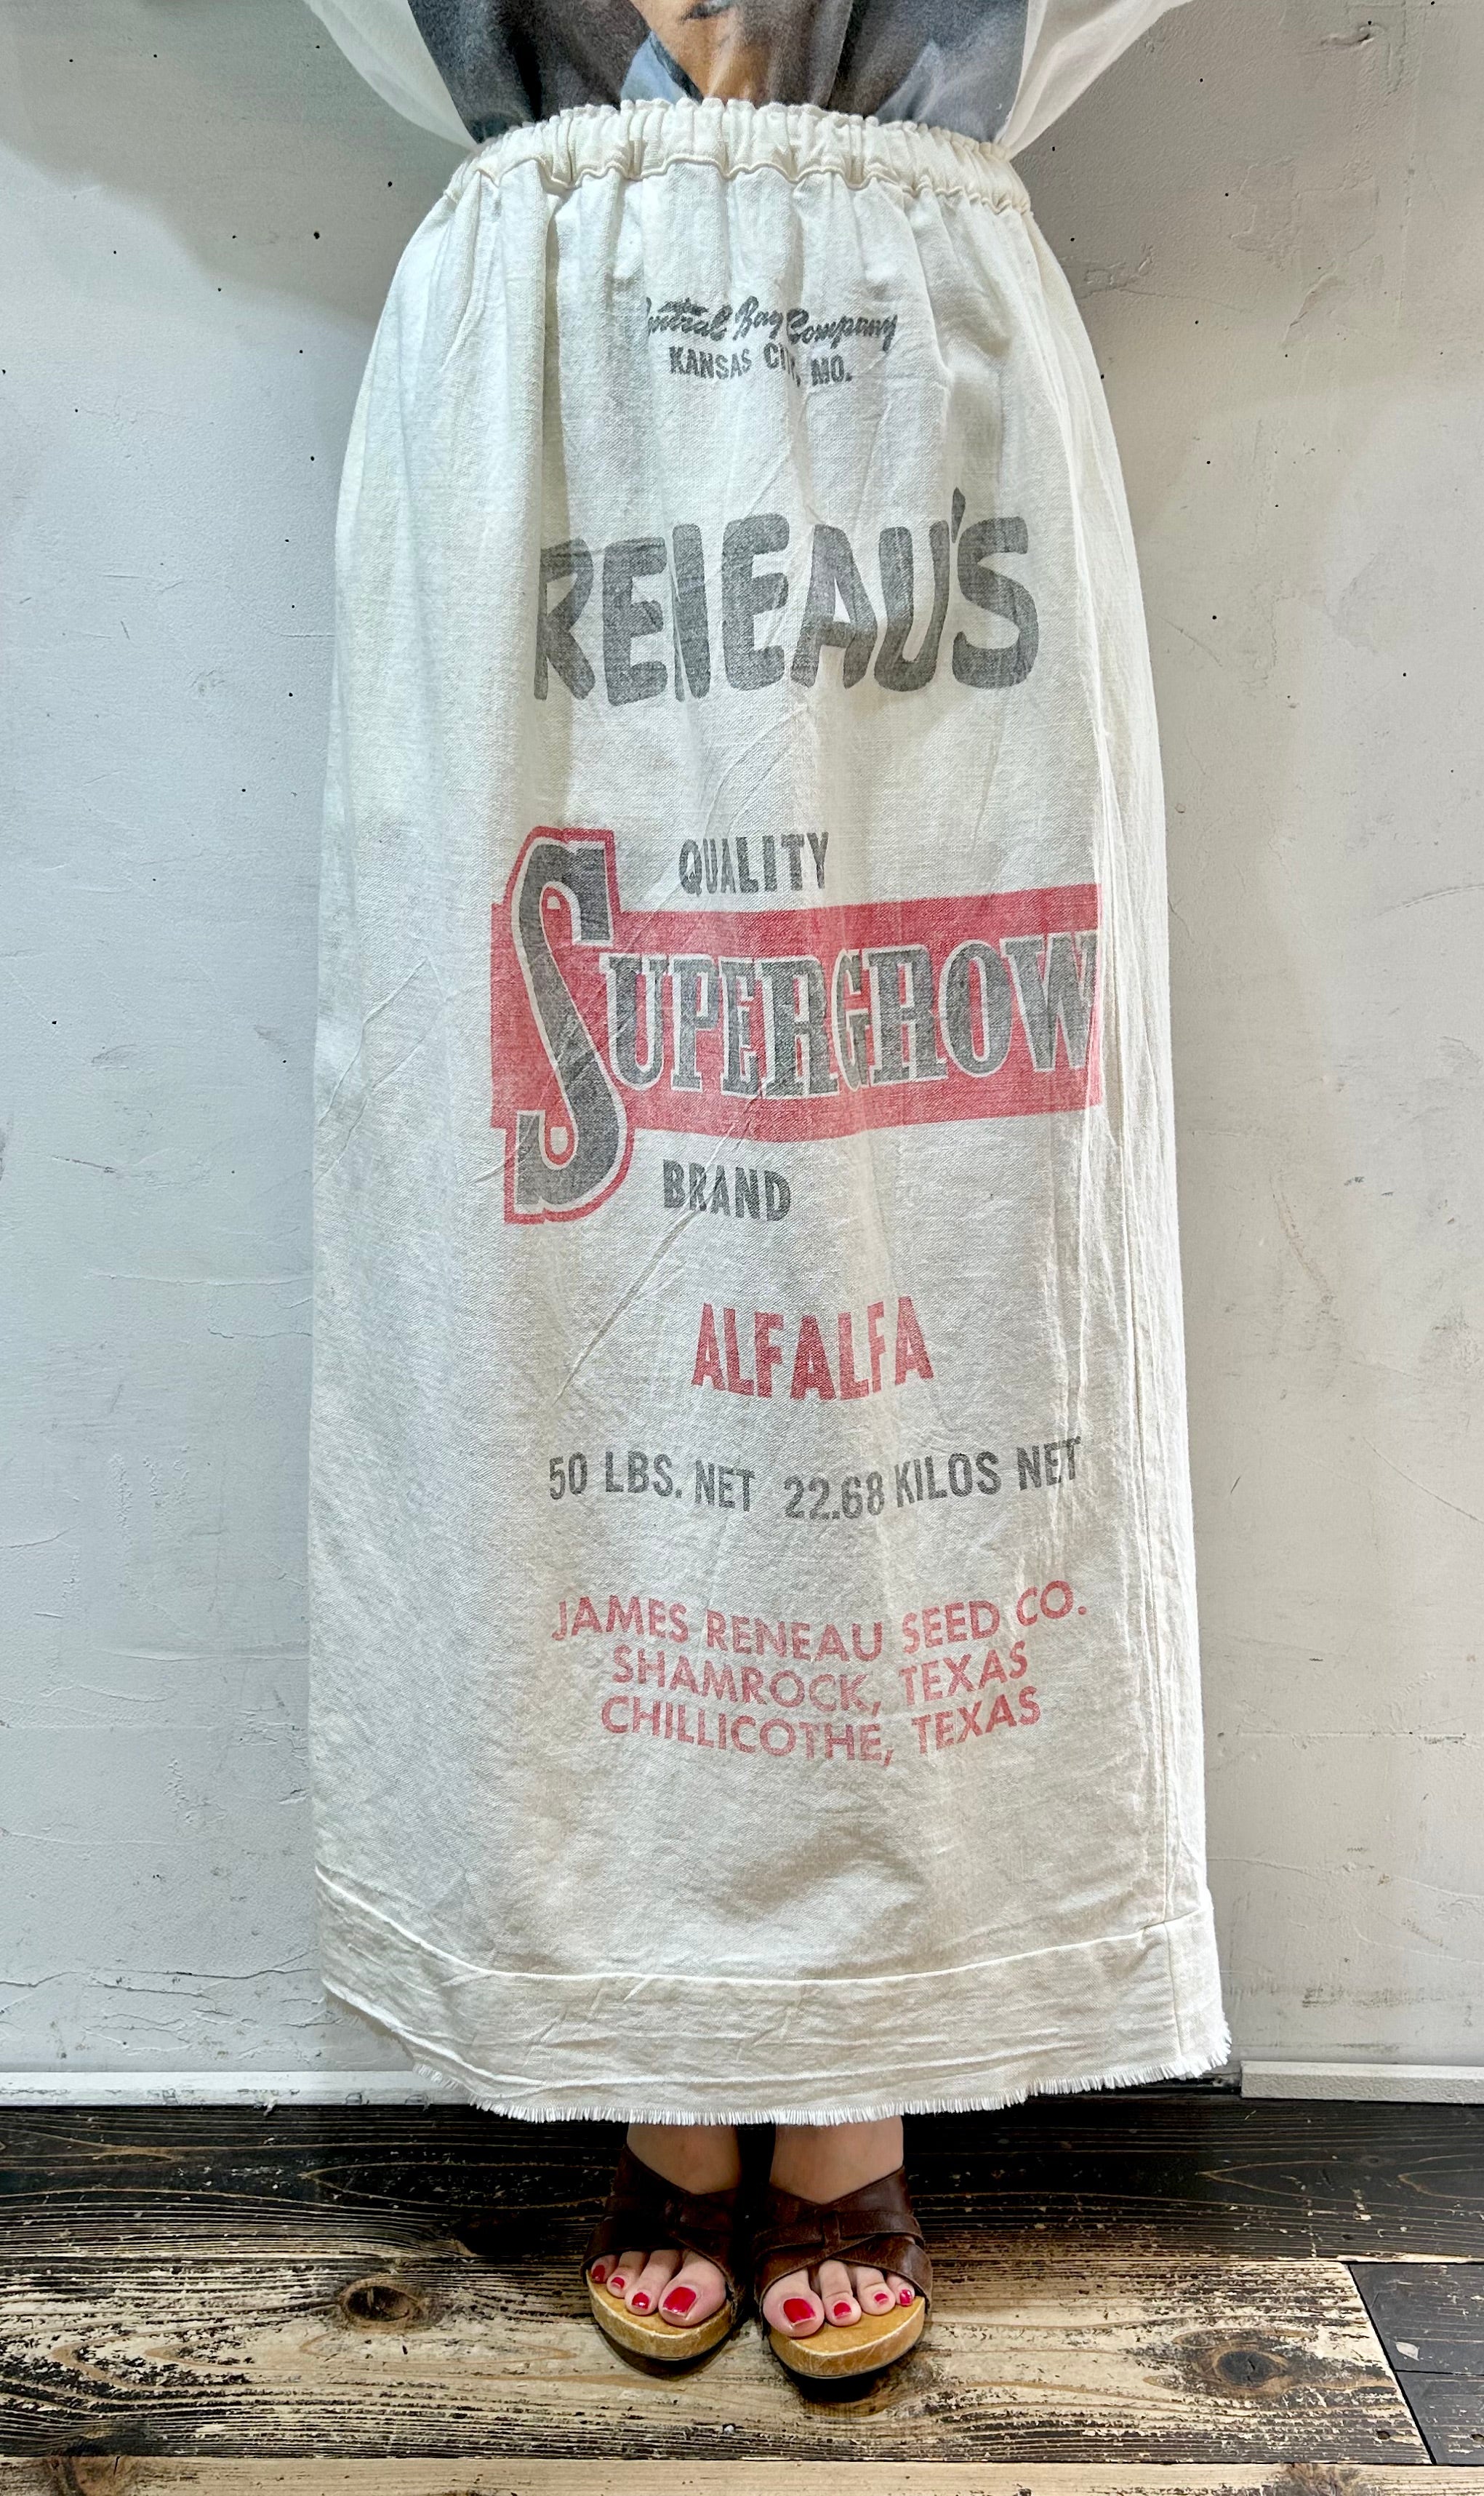 Central Bag Company
KANSAS CITY, MO.
RENEAU'S
QUALITY
SUPERGROW
BRAND
ALFALFA
50 LBS. NET 22.68 KILOS NET
JAMES RENEAU SEED CO.
SHAMROCK, TEXAS
CHILLICOTHE, TEXAS